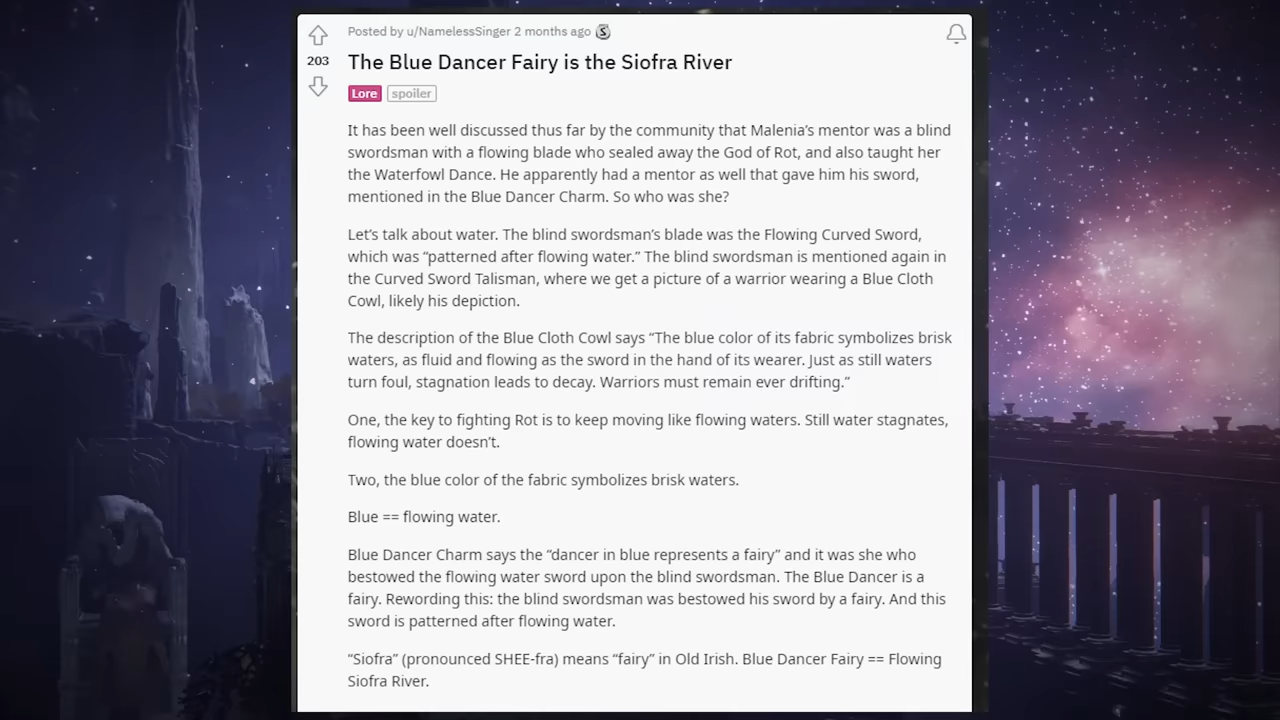 Posted by u/NamelessSinger 2 months ago
203
The Blue Dancer Fairy is the Siofra River
Lore spoiler
It has been well discussed thus far by the community that Malenia’s mentor was a blind
swordsman with a flowing blade who sealed away the God of Rot, and also taught her
the Waterfowl Dance. He apparently had a mentor as well that gave him his sword,
mentioned in the Blue Dancer Charm. So who was she?
Let’s talk about water. The blind swordsman’s blade was the Flowing Curved Sword,
which was “patterned after flowing water.” The blind swordsman is mentioned again in
the Curved Sword Talisman, where we get a picture of a warrior wearing a Blue Cloth
Cowl, likely his depiction.
The description of the Blue Cloth Cowl says “The blue color of its fabric symbolizes brisk
waters, as fluid and flowing as the sword in the hand of its wearer. Just as still waters
turn foul, stagnation leads to decay. Warriors must remain ever drifting.”
One, the key to fighting Rot is to keep moving like flowing waters. Still water stagnates,
flowing water doesn’t.
Two, the blue color of the fabric symbolizes brisk waters.
Blue == flowing water.
Blue Dancer Charm says the “dancer in blue represents a fairy” and it was she who
bestowed the flowing water sword upon the blind swordsman. The Blue Dancer is a
fairy. Rewording this: the blind swordsman was bestowed his sword by a fairy. And this
sword is patterned after flowing water.
“Siofra” (pronounced SHEE-fra) means “fairy” in Old Irish. Blue Dancer Fairy == Flowing
Siofra River.